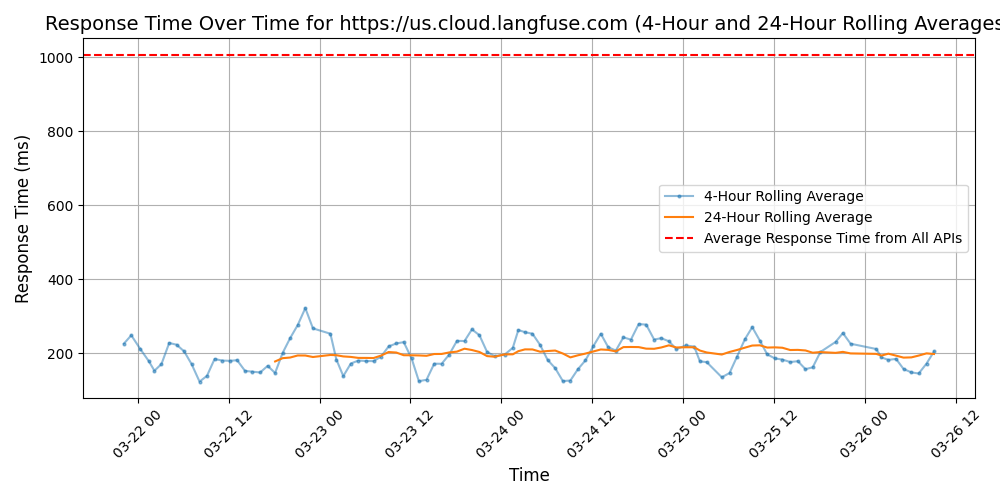 Response Time Over Time for https://us.cloud.langfuse.com (4-Hour and 24-Hour Rolling Averages
Response Time (ms)
1000
800
600
400
200
4-Hour Rolling Average
24-Hour Rolling Average
Average Response Time from All APIs
03-22 00
03-22 12
03-23 00
03-23 12
03-24 00
03-24 12
03-25 00
03-25 12
03-26 00
03-26 12
Time